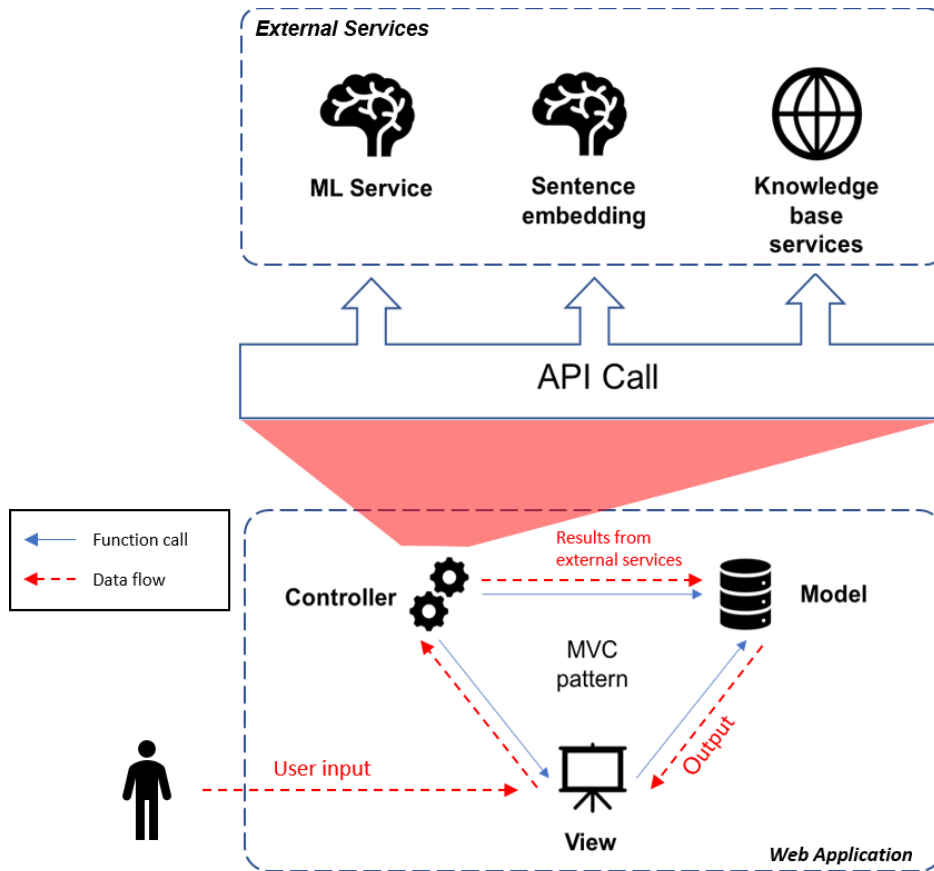 External Services
ML Service
Sentence
embedding
Knowledge
base
services
API Call
Function call
Data flow
Results from
external services
Controller
Model
MVC
pattern
User input
Output
View
Web Application